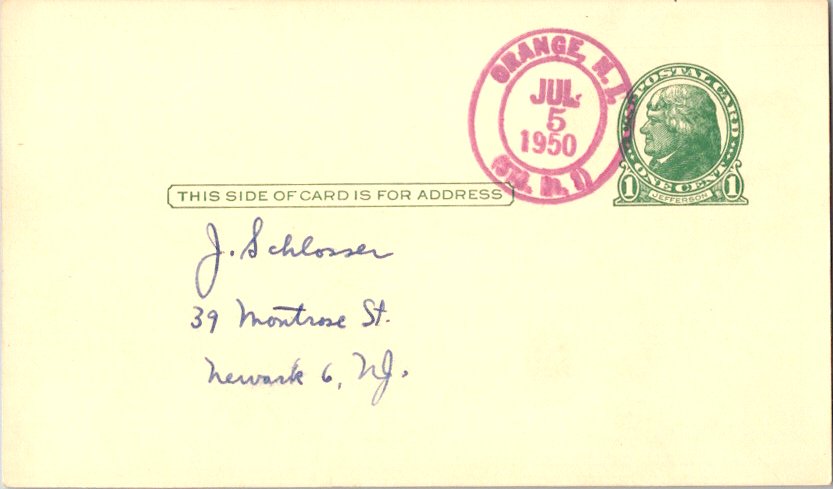 ORANGE, N. J.
JUL
5
1950
POSTAL CARD
1 ONE CENT 1
JEFFERSON
THIS SIDE OF CARD IS FOR ADDRESS
J. Schlosser
39 Montrose St.
Newark 6, NJ.